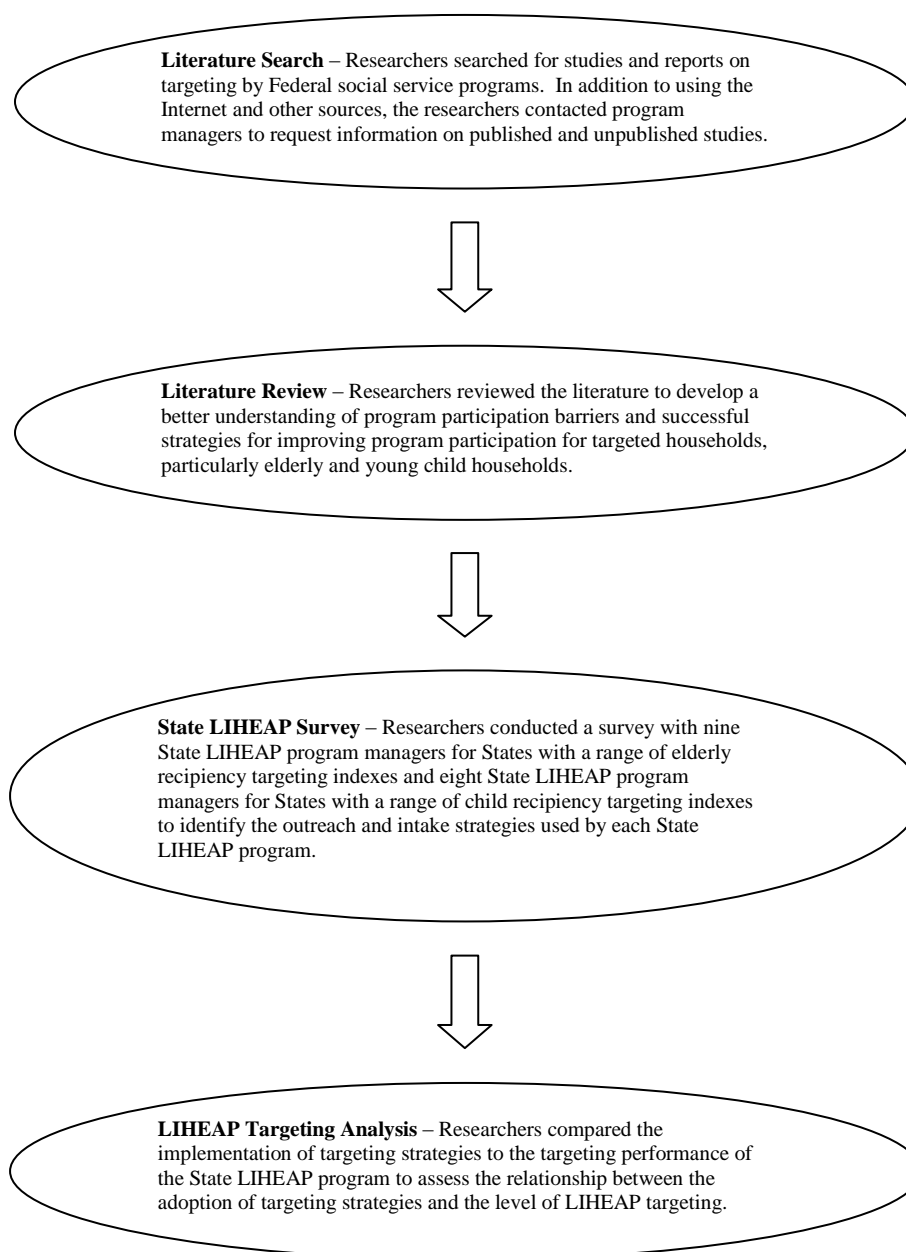 Literature Search – Researchers searched for studies and reports on
targeting by Federal social service programs.  In addition to using the
Internet and other sources, the researchers contacted program
managers to request information on published and unpublished studies.
Literature Review – Researchers reviewed the literature to develop a
better understanding of program participation barriers and successful
strategies for improving program participation for targeted households,
particularly elderly and young child households.
State LIHEAP Survey – Researchers conducted a survey with nine
State LIHEAP program managers for States with a range of elderly
recipiency targeting indexes and eight State LIHEAP program
managers for States with a range of child recipiency targeting indexes
to identify the outreach and intake strategies used by each State
LIHEAP program.
LIHEAP Targeting Analysis – Researchers compared the
implementation of targeting strategies to the targeting performance of
the State LIHEAP program to assess the relationship between the
adoption of targeting strategies and the level of LIHEAP targeting.